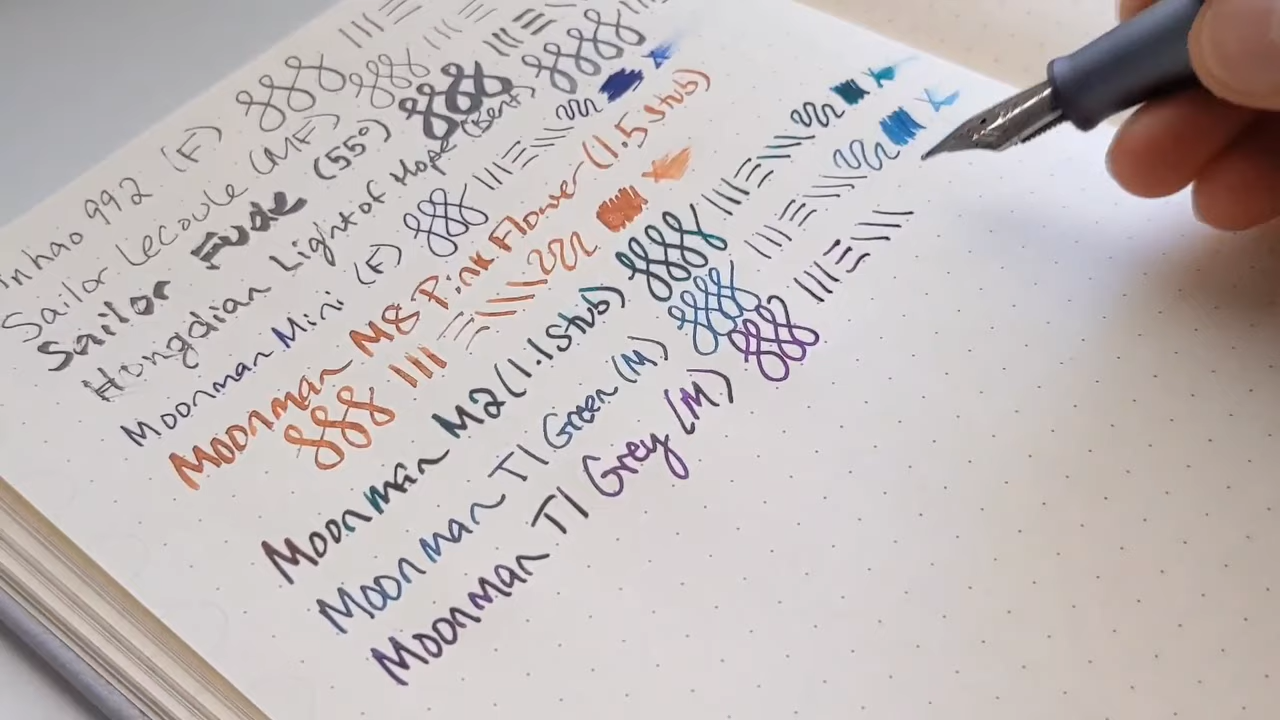 inhao 992 (F)
Sailor Lecoule (MF)
Sailor Fude (55°)
Hongdian Light of Hope (Bent)
Moonman Mini (F)
Moonman M8 Pink Flower (1.5 Stub)
Moonman M2 (1.1 Stub)
Moonman T1 Green (M)
Moonman T1 Grey (M)